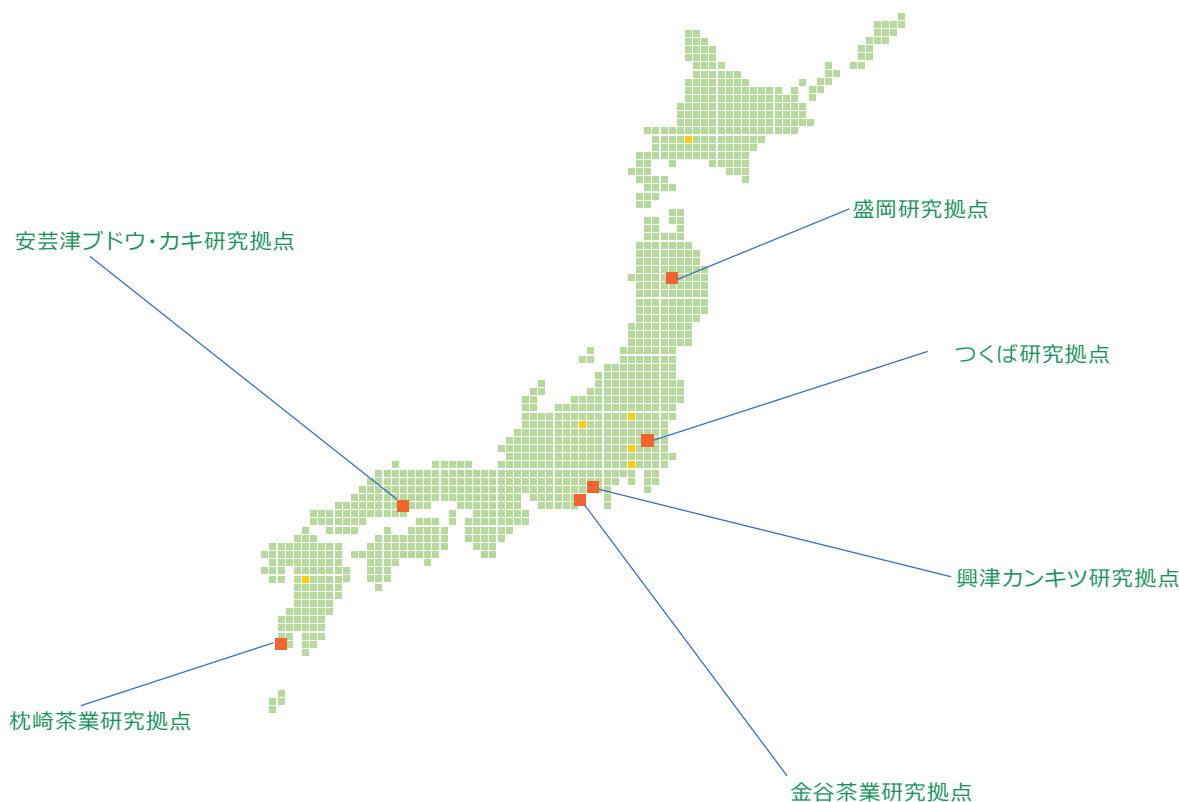 盛岡研究拠点
安芸津ブドウ・カキ研究拠点
つくば研究拠点
興津カンキツ研究拠点
枕崎茶業研究拠点
金谷茶業研究拠点